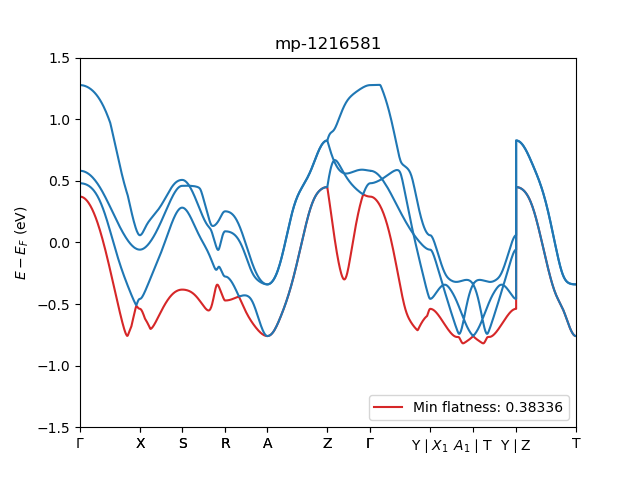 mp-1216581
E − E_F (eV)
1.5
1.0
0.5
0.0
−0.5
−1.0
−1.5
Min flatness: 0.38336
Γ X S R A Z Γ Y | X₁ A₁ | T Y | Z T